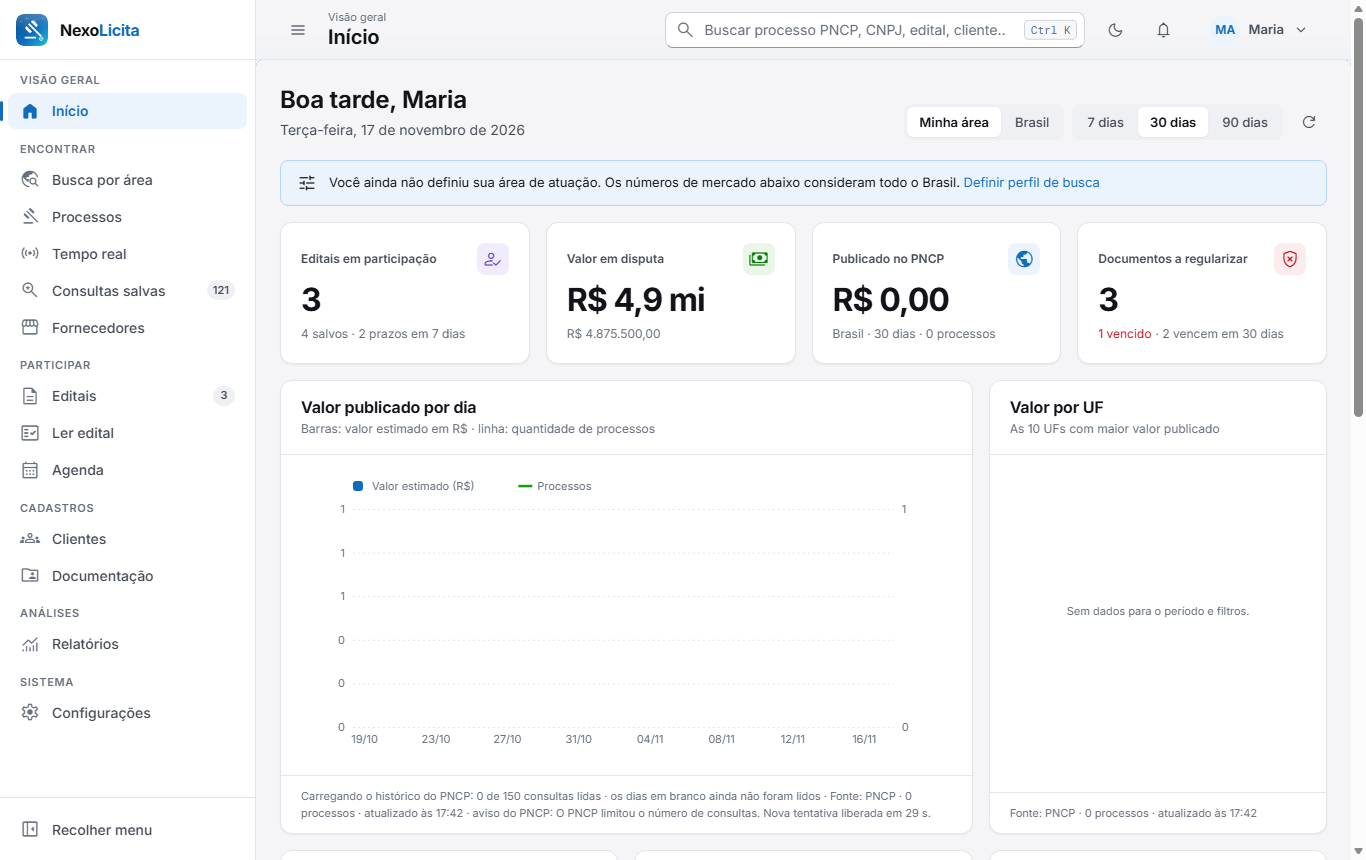 NexoLicita
VISÃO GERAL
Início
ENCONTRAR
Busca por área
Processos
Tempo real
Consultas salvas 121
Fornecedores
PARTICIPAR
Editais 3
Ler edital
Agenda
CADASTROS
Clientes
Documentação
ANÁLISES
Relatórios
SISTEMA
Configurações
Recolher menu
Visão geral
Início
Buscar processo PNCP, CNPJ, edital, cliente.. Ctrl K
MA Maria
Boa tarde, Maria
Terça-feira, 17 de novembro de 2026
Minha área Brasil 7 dias 30 dias 90 dias
Você ainda não definiu sua área de atuação. Os números de mercado abaixo consideram todo o Brasil. Definir perfil de busca
Editais em participação
3
4 salvos · 2 prazos em 7 dias
Valor em disputa
R$ 4,9 mi
R$ 4.875.500,00
Publicado no PNCP
R$ 0,00
Brasil · 30 dias · 0 processos
Documentos a regularizar
3
1 vencido · 2 vencem em 30 dias
Valor publicado por dia
Barras: valor estimado em R$ · linha: quantidade de processos
Valor estimado (R$) Processos
1 1
1
1
0
0
0 0
19/10 23/10 27/10 31/10 04/11 08/11 12/11 16/11
Carregando o histórico do PNCP: 0 de 150 consultas lidas · os dias em branco ainda não foram lidos · Fonte: PNCP · 0
processos · atualizado às 17:42 · aviso do PNCP: O PNCP limitou o número de consultas. Nova tentativa liberada em 29 s.
Valor por UF
As 10 UFs com maior valor publicado
Sem dados para o período e filtros.
Fonte: PNCP · 0 processos · atualizado às 17:42